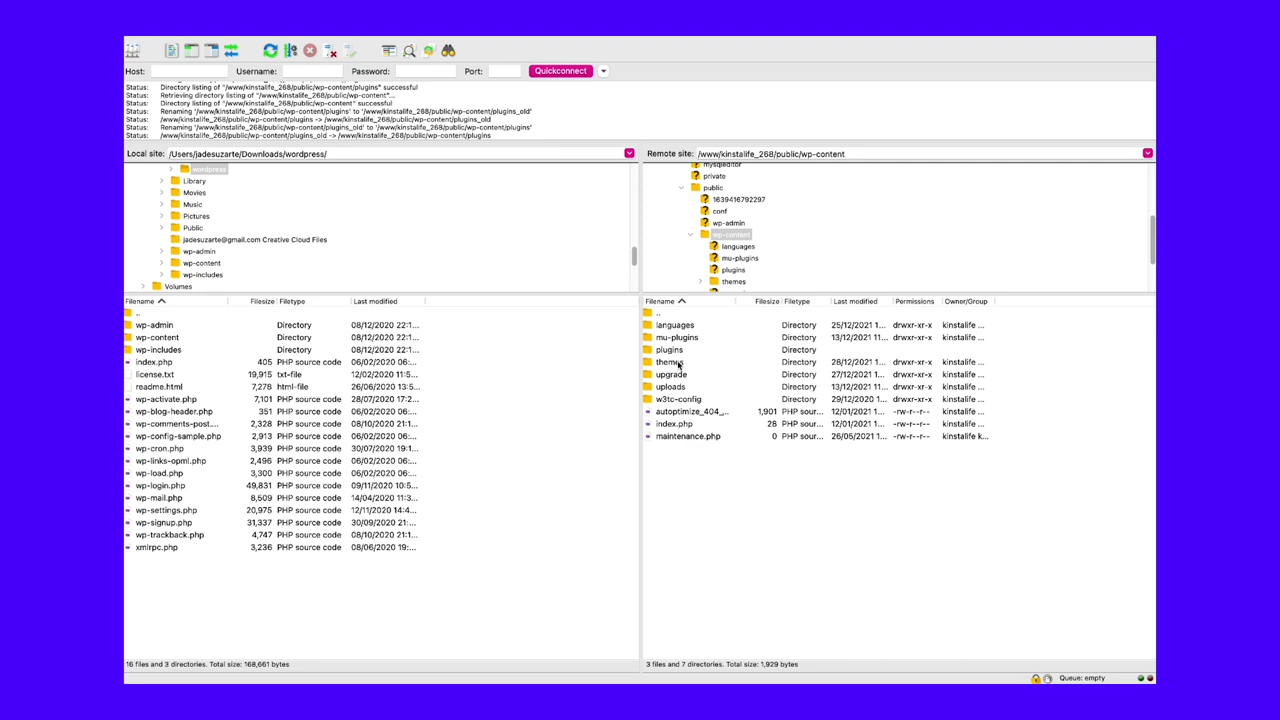 Host: Username: Password: Port: Quickconnect
Status: Directory listing of "/www/kinstalife_268/public/wp-content/plugins" successful
Status: Retrieving directory listing of "/www/kinstalife_268/public/wp-content"...
Status: Directory listing of "/www/kinstalife_268/public/wp-content" successful
Status: Renaming '/www/kinstalife_268/public/wp-content/plugins' to '/www/kinstalife_268/public/wp-content/plugins_old'
Status: /www/kinstalife_268/public/wp-content/plugins -> /www/kinstalife_268/public/wp-content/plugins_old
Status: Renaming '/www/kinstalife_268/public/wp-content/plugins_old' to '/www/kinstalife_268/public/wp-content/plugins'
Status: /www/kinstalife_268/public/wp-content/plugins_old -> /www/kinstalife_268/public/wp-content/plugins
Local site: /Users/jadesuzarte/Downloads/wordpress/
wordpress
Library
Movies
Music
Pictures
Public
jadesuzarte@gmail.com Creative Cloud Files
wp-admin
wp-content
wp-includes
Volumes
Filename Filesize Filetype Last modified
..
wp-admin Directory 08/12/2020 22:1...
wp-content Directory 08/12/2020 22:1...
wp-includes Directory 08/12/2020 22:1...
index.php 405 PHP source code 06/02/2020 06:...
license.txt 19,915 txt-file 12/02/2020 11:5...
readme.html 7,278 html-file 26/06/2020 13:5...
wp-activate.php 7,101 PHP source code 28/07/2020 17:2...
wp-blog-header.php 351 PHP source code 06/02/2020 06:...
wp-comments-post.... 2,328 PHP source code 08/10/2020 21:1...
wp-config-sample.php 2,913 PHP source code 06/02/2020 06:...
wp-cron.php 3,939 PHP source code 30/07/2020 19:1...
wp-links-opml.php 2,496 PHP source code 06/02/2020 06:...
wp-load.php 3,300 PHP source code 06/02/2020 06:...
wp-login.php 49,831 PHP source code 09/11/2020 10:5...
wp-mail.php 8,509 PHP source code 14/04/2020 11:3...
wp-settings.php 20,975 PHP source code 12/11/2020 14:4...
wp-signup.php 31,337 PHP source code 30/09/2020 21:...
wp-trackback.php 4,747 PHP source code 08/10/2020 21:1...
xmlrpc.php 3,236 PHP source code 08/06/2020 19:...
16 files and 3 directories. Total size: 168,661 bytes
Remote site: /www/kinstalife_268/public/wp-content
mysqleditor
private
public
1639416792297
conf
wp-admin
wp-content
languages
mu-plugins
plugins
themes
Filename Filesize Filetype Last modified Permissions Owner/Group
..
languages Directory 25/12/2021 1... drwxr-xr-x kinstalife ...
mu-plugins Directory 13/12/2021 11... drwxr-xr-x kinstalife ...
plugins Directory
themes Directory 28/12/2021 1... drwxr-xr-x kinstalife ...
upgrade Directory 27/12/2021 1... drwxr-xr-x kinstalife ...
uploads Directory 13/12/2021 11... drwxr-xr-x kinstalife ...
w3tc-config Directory 29/12/2020 1... drwxr-xr-x kinstalife ...
autoptimize_404_... 1,901 PHP sour... 12/01/2021 1... -rw-r--r-- kinstalife ...
index.php 28 PHP sour... 12/01/2021 1... -rw-r--r-- kinstalife ...
maintenance.php 0 PHP sour... 26/05/2021 1... -rw-r--r-- kinstalife k...
3 files and 7 directories. Total size: 1,929 bytes
Queue: empty